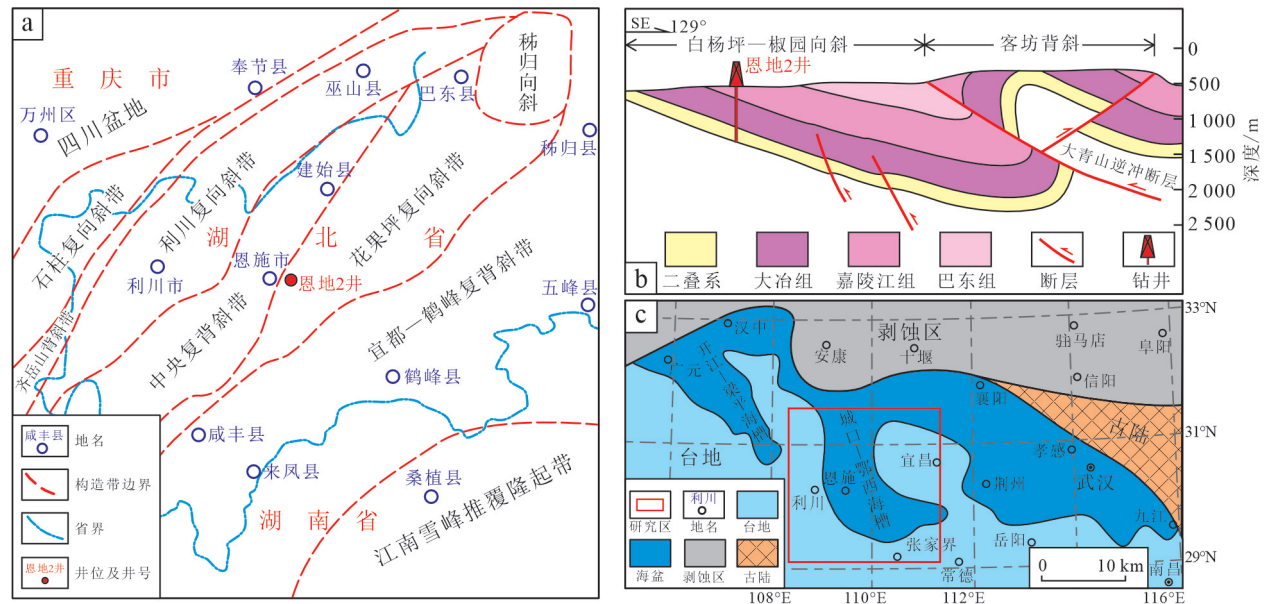 a
重庆市
奉节县
巫山县
巴东县
秭归向斜
万州区
四川盆地
秭归县
建始县
石柱复向斜带
利川复向斜带
花果坪复向斜带
湖北省
恩施市
恩地2井
利川市
五峰县
齐岳山背斜带
中央复背斜带
宜都—鹤峰复背斜带
鹤峰县
咸丰县
来凤县
桑植县
湖南省
江南雪峰推覆隆起带
咸丰县 地名
构造带边界
省界
恩地2井 井位及井号
SE 129°
白杨坪—椒园向斜
客坊背斜
恩地2井
0
500
1 000
1 500
2 000
2 500
深度/m
大青山逆冲断层
b
二叠系
大冶组
嘉陵江组
巴东组
断层
钻井
c
33°N
汉中
剥蚀区
安康
十堰
驻马店
阜阳
信阳
广元
开江—梁平海槽
襄阳
古陆
31°N
城口—鄂西海槽
台地
宜昌
孝感
武汉
恩施
利川
荆州
九江
张家界
岳阳
29°N
常德
南昌
研究区
利川
地名
台地
海盆
剥蚀区
古陆
0 10 km
108°E
110°E
112°E
114°E
116°E